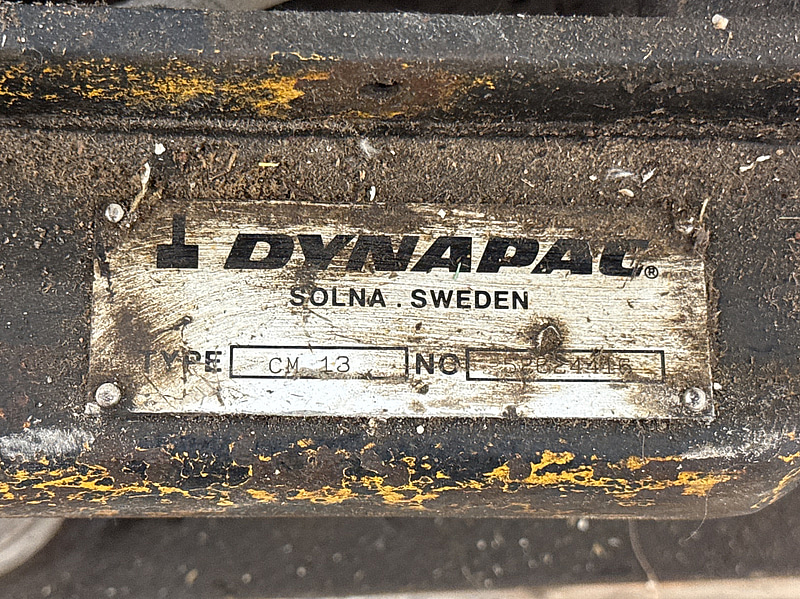 DYNAPAC®
SOLNA . SWEDEN
TYPE CM 13 NO